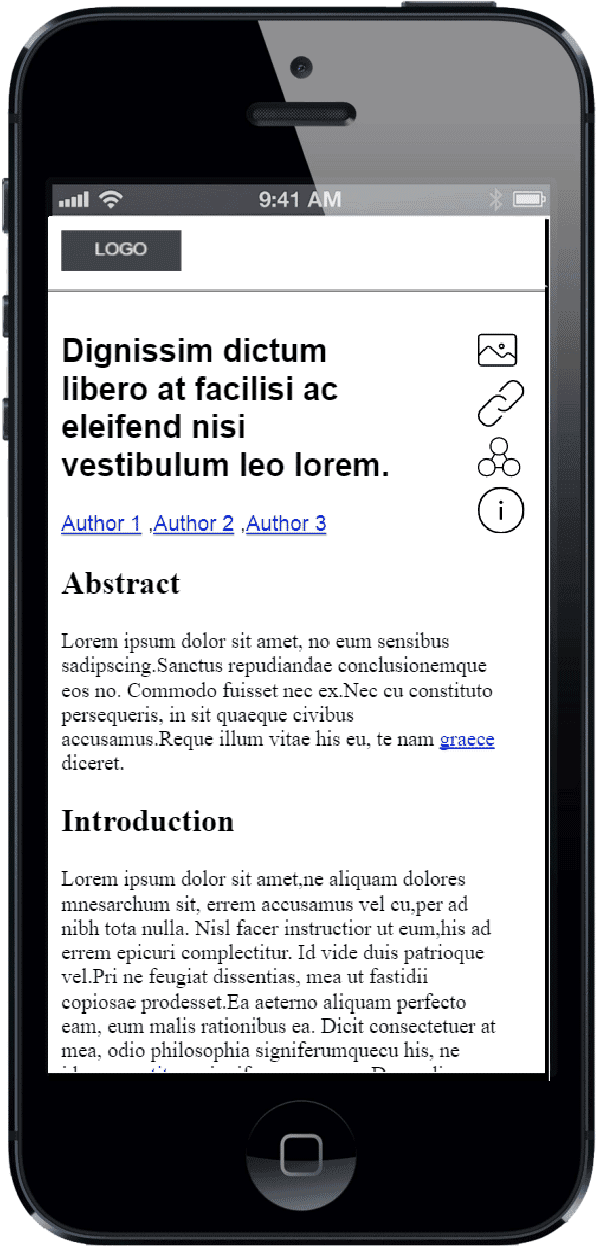 9:41 AM
LOGO
Dignissim dictum
libero at facilisi ac
eleifend nisi
vestibulum leo lorem.
Author 1 ,Author 2 ,Author 3
Abstract
Lorem ipsum dolor sit amet, no eum sensibus
sadipscing.Sanctus repudiandae conclusionemque
eos no. Commodo fuisset nec ex.Nec cu constituto
persequeris, in sit quaeque civibus
accusamus.Reque illum vitae his eu, te nam graece
diceret.
Introduction
Lorem ipsum dolor sit amet,ne aliquam dolores
mnesarchum sit, errem accusamus vel cu,per ad
nibh tota nulla. Nisl facer instructior ut eum,his ad
errem epicuri complectitur. Id vide duis patrioque
vel.Pri ne feugiat dissentias, mea ut fastidii
copiosae prodesset.Ea aeterno aliquam perfecto
eam, eum malis rationibus ea. Dicit consectetuer at
mea, odio philosophia signiferumquecu his, ne